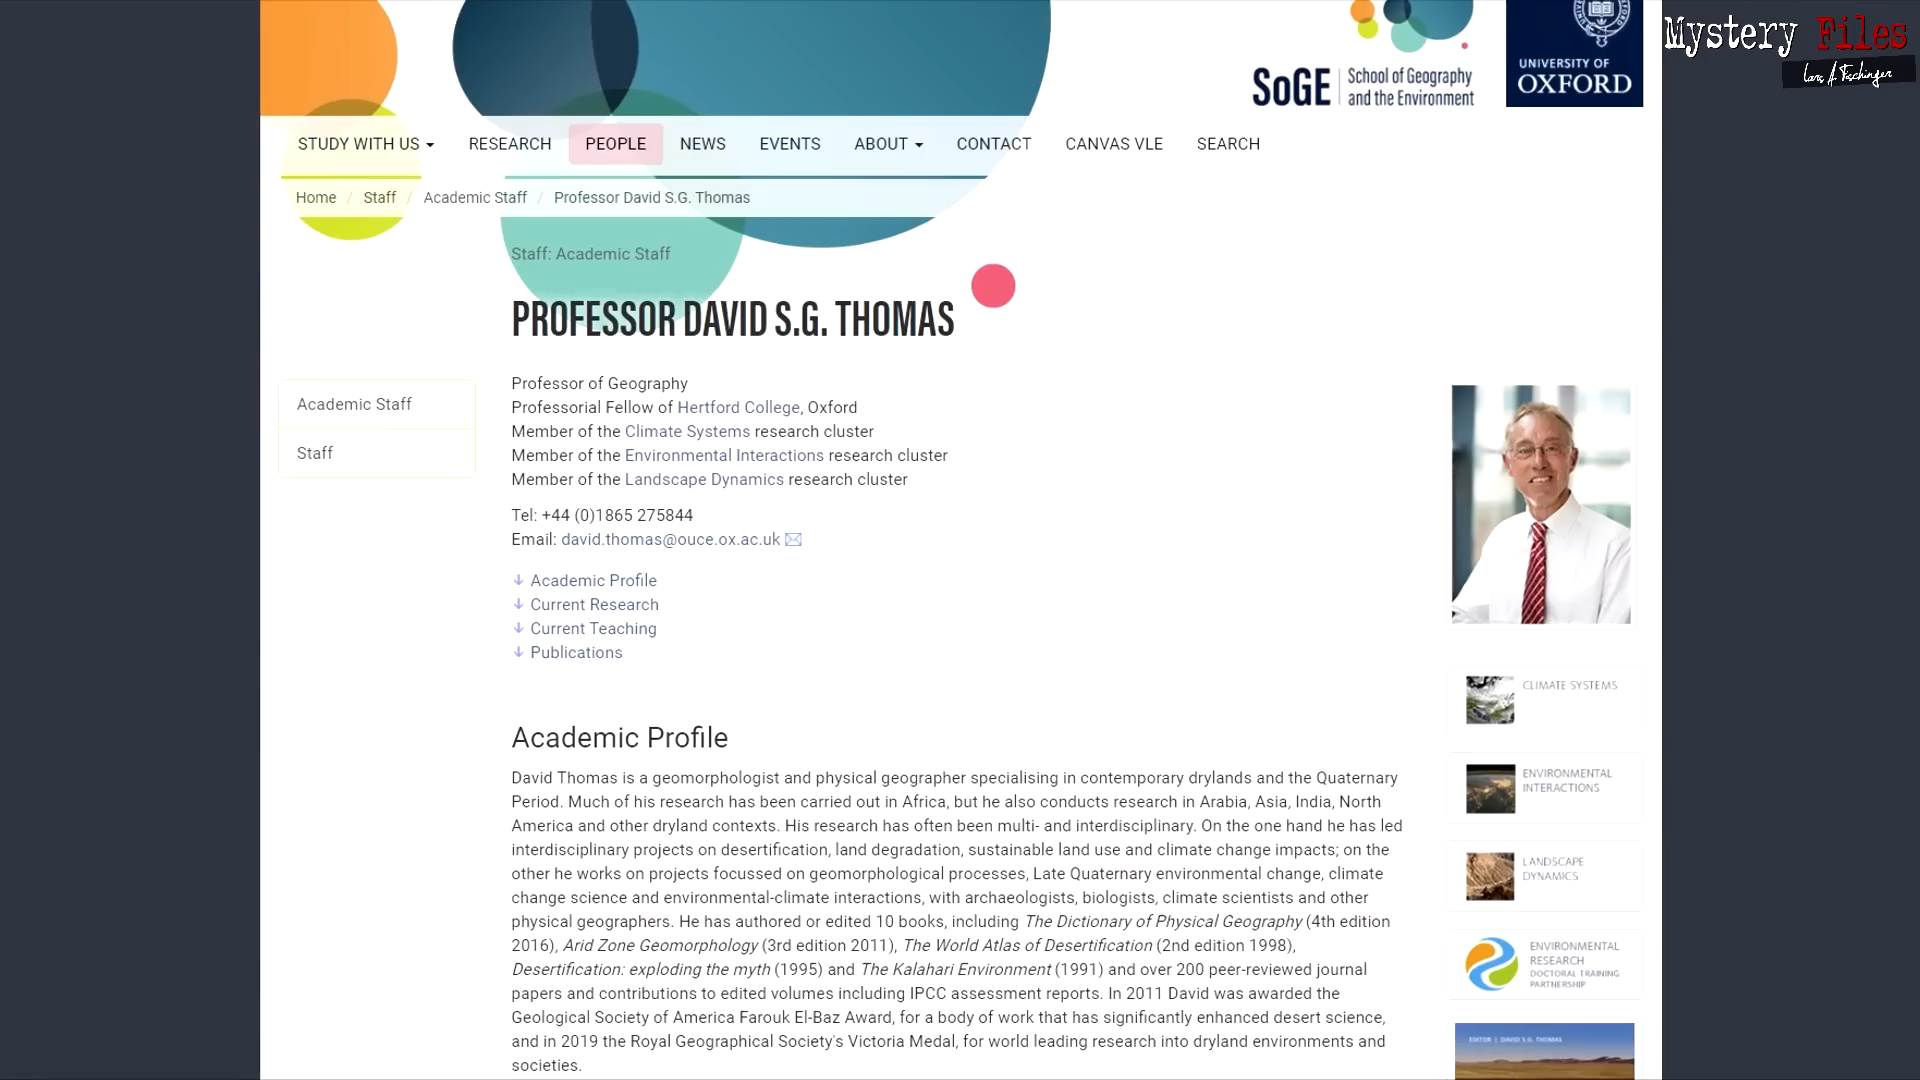 Mystery Files
Lars A. Fischinger
SoGE School of Geography
and the Environment
UNIVERSITY OF
OXFORD
STUDY WITH US RESEARCH PEOPLE NEWS EVENTS ABOUT CONTACT CANVAS VLE SEARCH
Home / Staff / Academic Staff / Professor David S.G. Thomas
Staff: Academic Staff
PROFESSOR DAVID S.G. THOMAS
Academic Staff
Staff
Professor of Geography
Professorial Fellow of Hertford College, Oxford
Member of the Climate Systems research cluster
Member of the Environmental Interactions research cluster
Member of the Landscape Dynamics research cluster
Tel: +44 (0)1865 275844
Email: david.thomas@ouce.ox.ac.uk
Academic Profile
Current Research
Current Teaching
Publications
Academic Profile
David Thomas is a geomorphologist and physical geographer specialising in contemporary drylands and the Quaternary
Period. Much of his research has been carried out in Africa, but he also conducts research in Arabia, Asia, India, North
America and other dryland contexts. His research has often been multi- and interdisciplinary. On the one hand he has led
interdisciplinary projects on desertification, land degradation, sustainable land use and climate change impacts; on the
other he works on projects focussed on geomorphological processes, Late Quaternary environmental change, climate
change science and environmental-climate interactions, with archaeologists, biologists, climate scientists and other
physical geographers. He has authored or edited 10 books, including The Dictionary of Physical Geography (4th edition
2016), Arid Zone Geomorphology (3rd edition 2011), The World Atlas of Desertification (2nd edition 1998),
Desertification: exploding the myth (1995) and The Kalahari Environment (1991) and over 200 peer-reviewed journal
papers and contributions to edited volumes including IPCC assessment reports. In 2011 David was awarded the
Geological Society of America Farouk El-Baz Award, for a body of work that has significantly enhanced desert science,
and in 2019 the Royal Geographical Society's Victoria Medal, for world leading research into dryland environments and
societies.
CLIMATE SYSTEMS
ENVIRONMENTAL
INTERACTIONS
LANDSCAPE
DYNAMICS
ENVIRONMENTAL
RESEARCH
DOCTORAL TRAINING
PARTNERSHIP
EDITOR | DAVID S.G. THOMAS